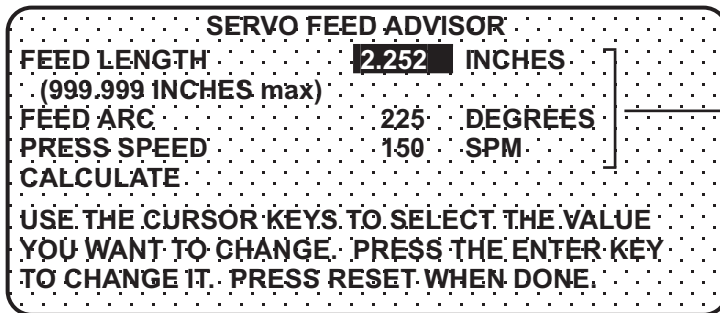 SERVO FEED ADVISOR
FEED LENGTH 2.252 INCHES
(999.999 INCHES max)
FEED ARC 225 DEGREES
PRESS SPEED 150 SPM
CALCULATE
USE THE CURSOR KEYS TO SELECT THE VALUE
YOU WANT TO CHANGE. PRESS THE ENTER KEY
TO CHANGE IT. PRESS RESET WHEN DONE.